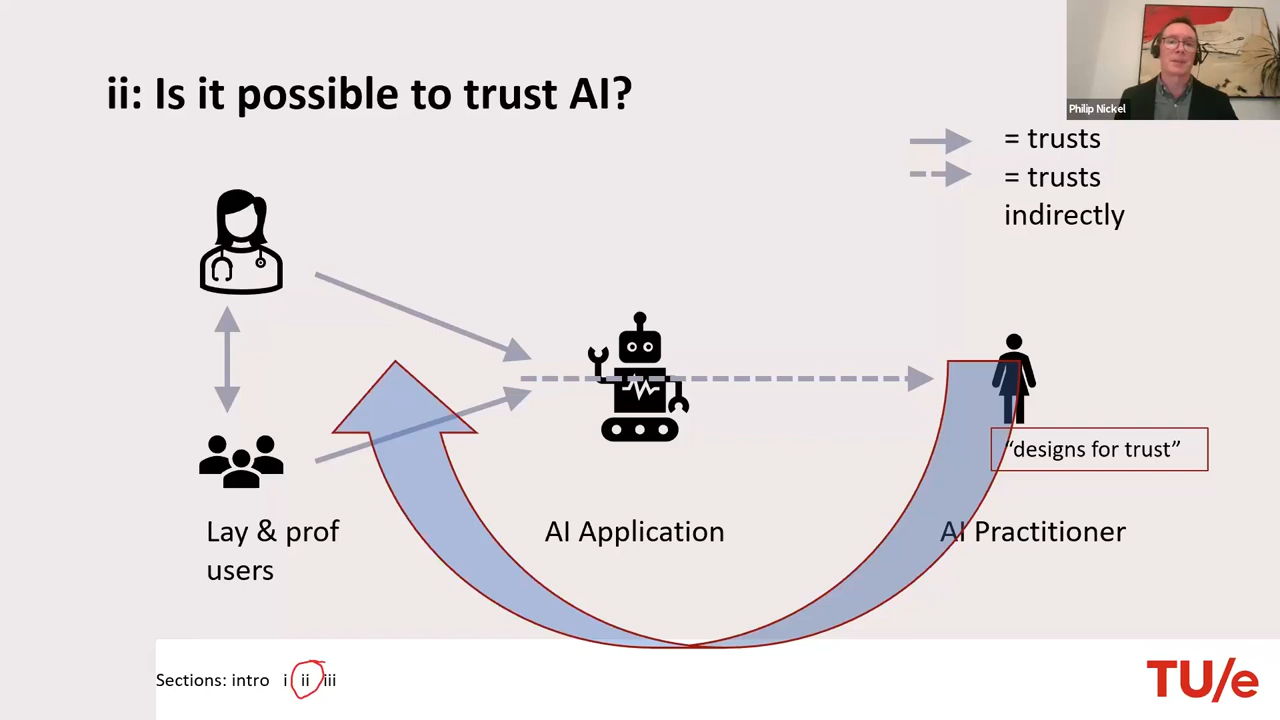 ii: Is it possible to trust AI?
Philip Nickel
= trusts
= trusts
indirectly
"designs for trust"
Lay & prof
users
AI Application
AI Practitioner
Sections: intro i ii iii
TU/e